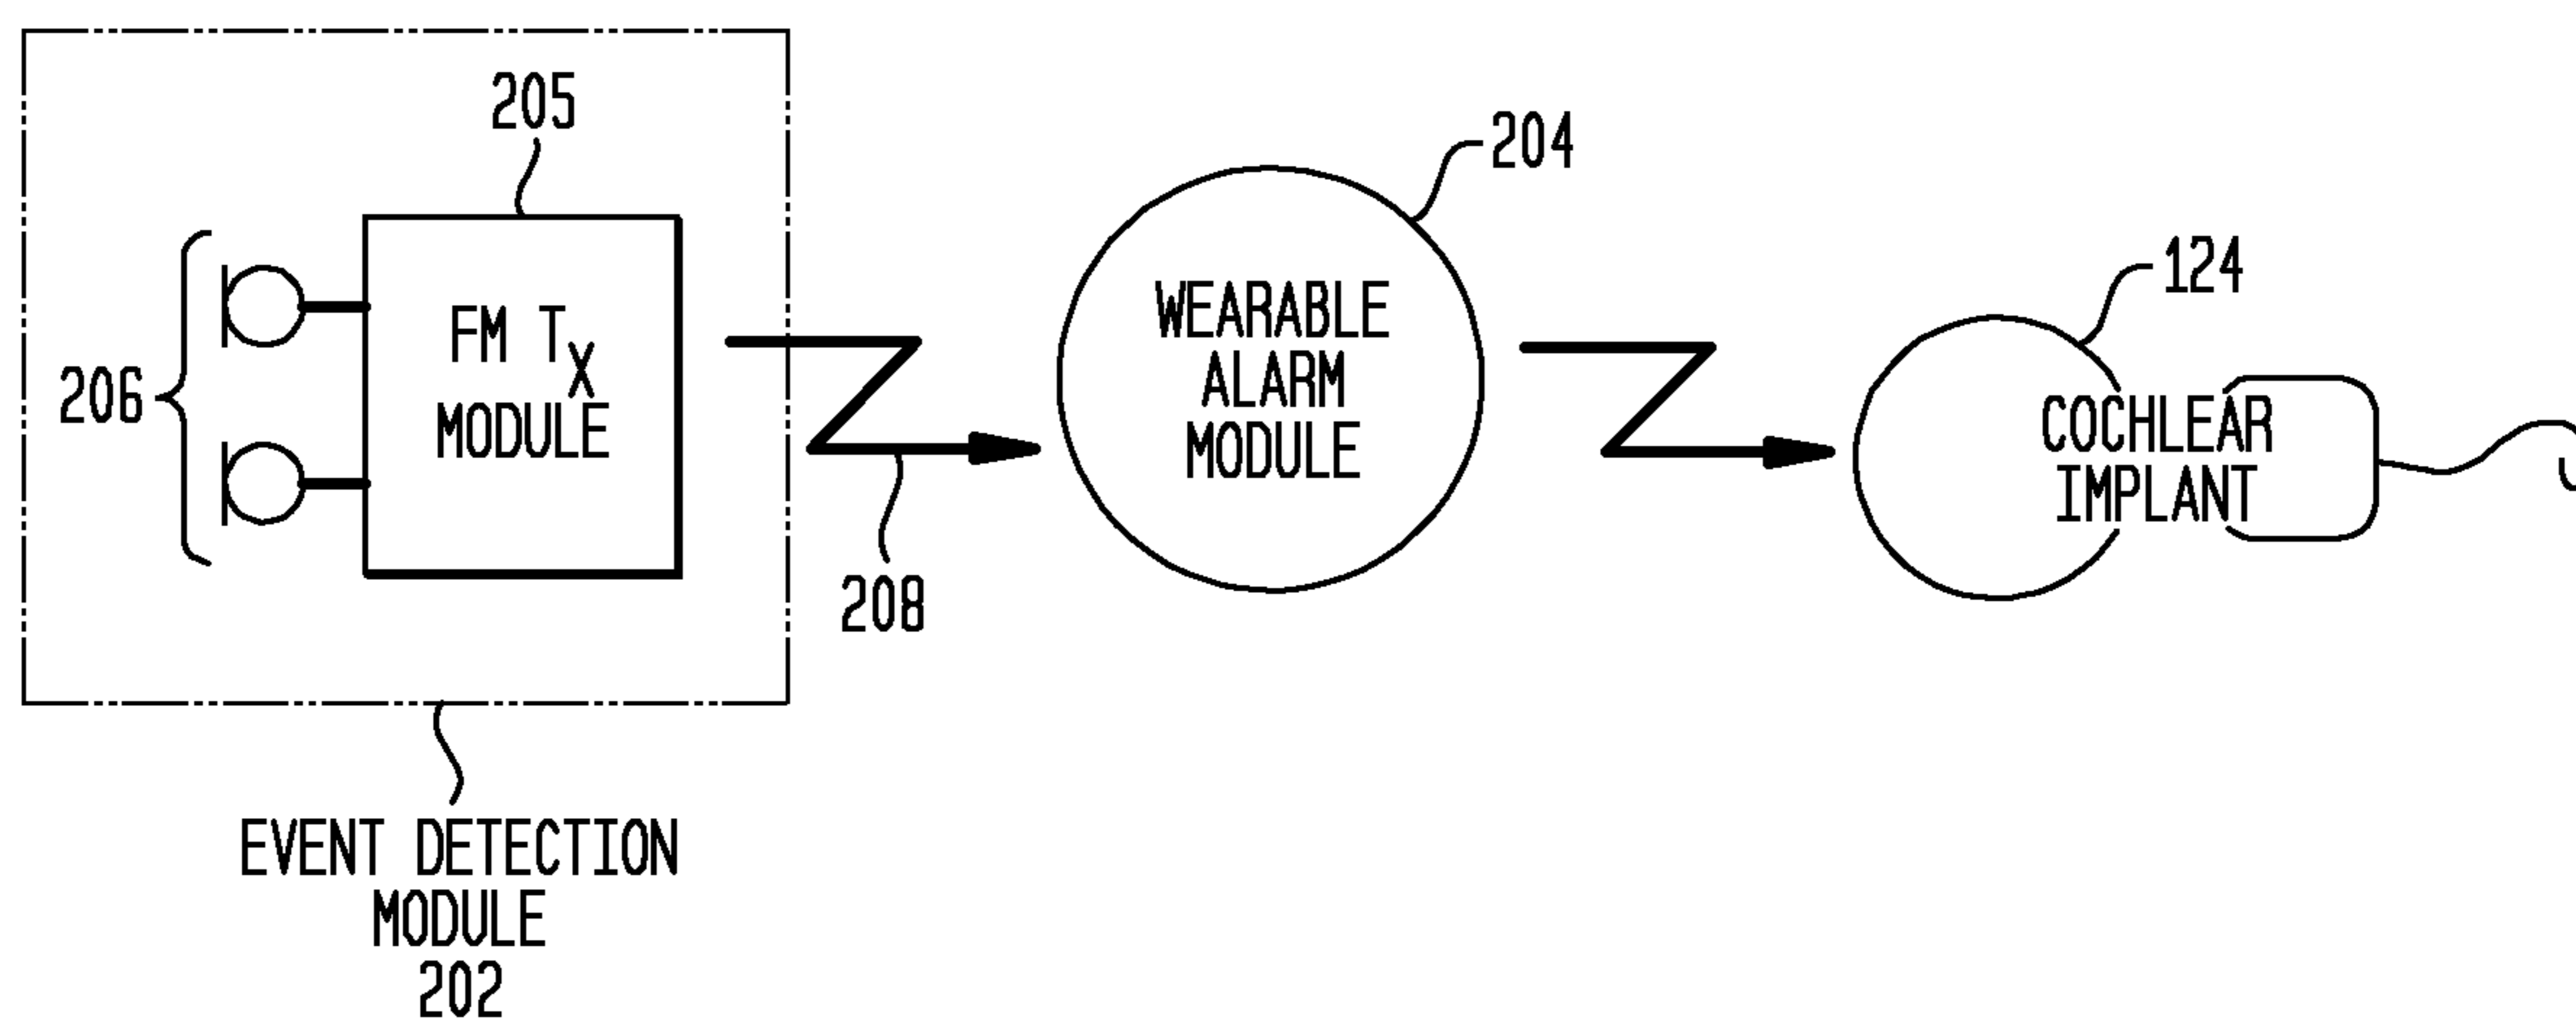 205
204
124
206
FM TX
MODULE
WEARABLE
ALARM
MODULE
COCHLEAR
IMPLANT
208
EVENT DETECTION
MODULE
202